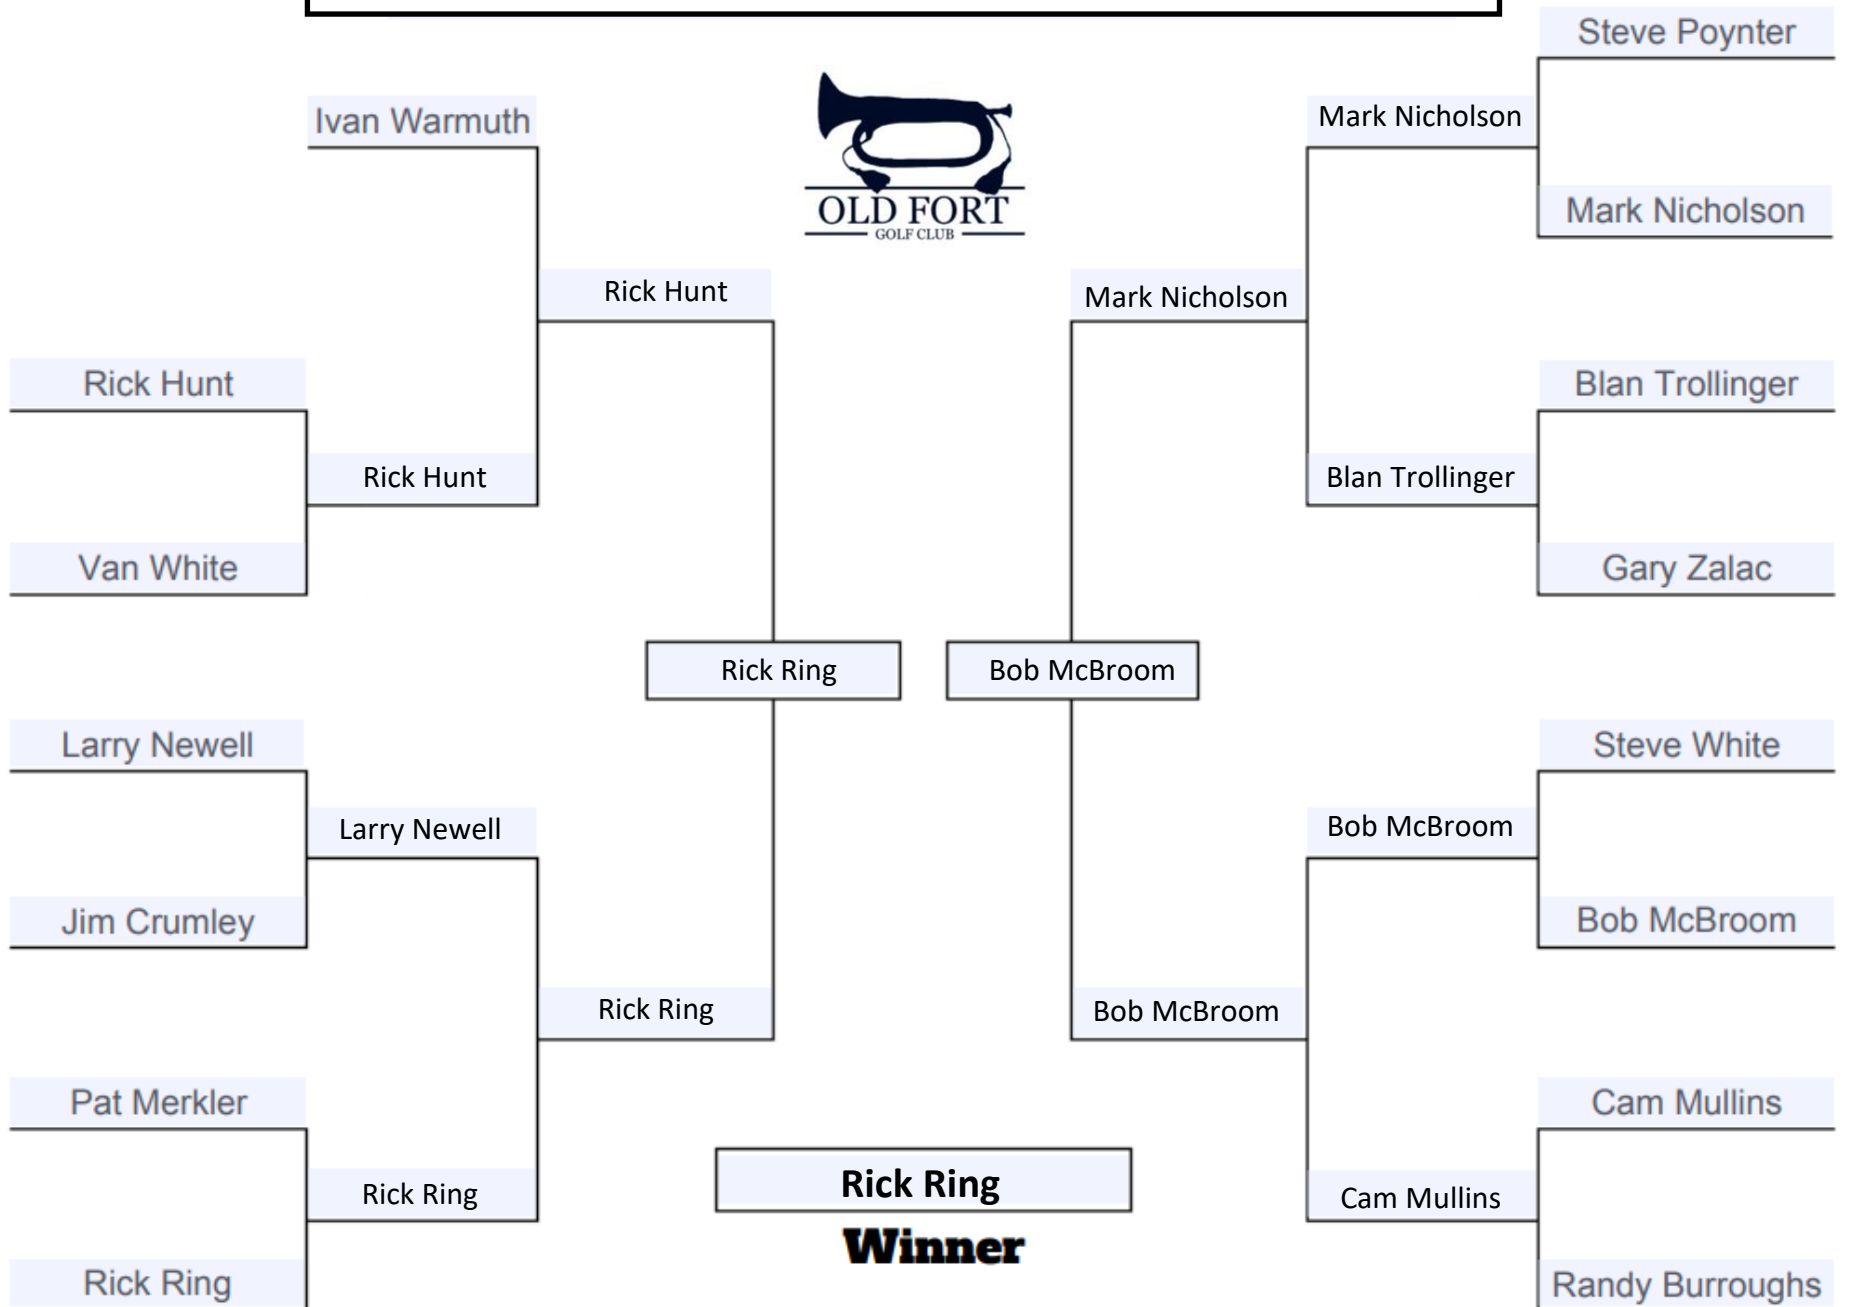 Steve Poynter
Ivan Warmuth
Mark Nicholson
OLD FORT
GOLF CLUB
Mark Nicholson
Rick Hunt
Mark Nicholson
Rick Hunt
Blan Trollinger
Rick Hunt
Blan Trollinger
Van White
Gary Zalac
Rick Ring
Bob McBroom
Larry Newell
Steve White
Larry Newell
Bob McBroom
Jim Crumley
Bob McBroom
Rick Ring
Bob McBroom
Pat Merkler
Cam Mullins
Rick Ring
Rick Ring
Cam Mullins
Winner
Rick Ring
Randy Burroughs